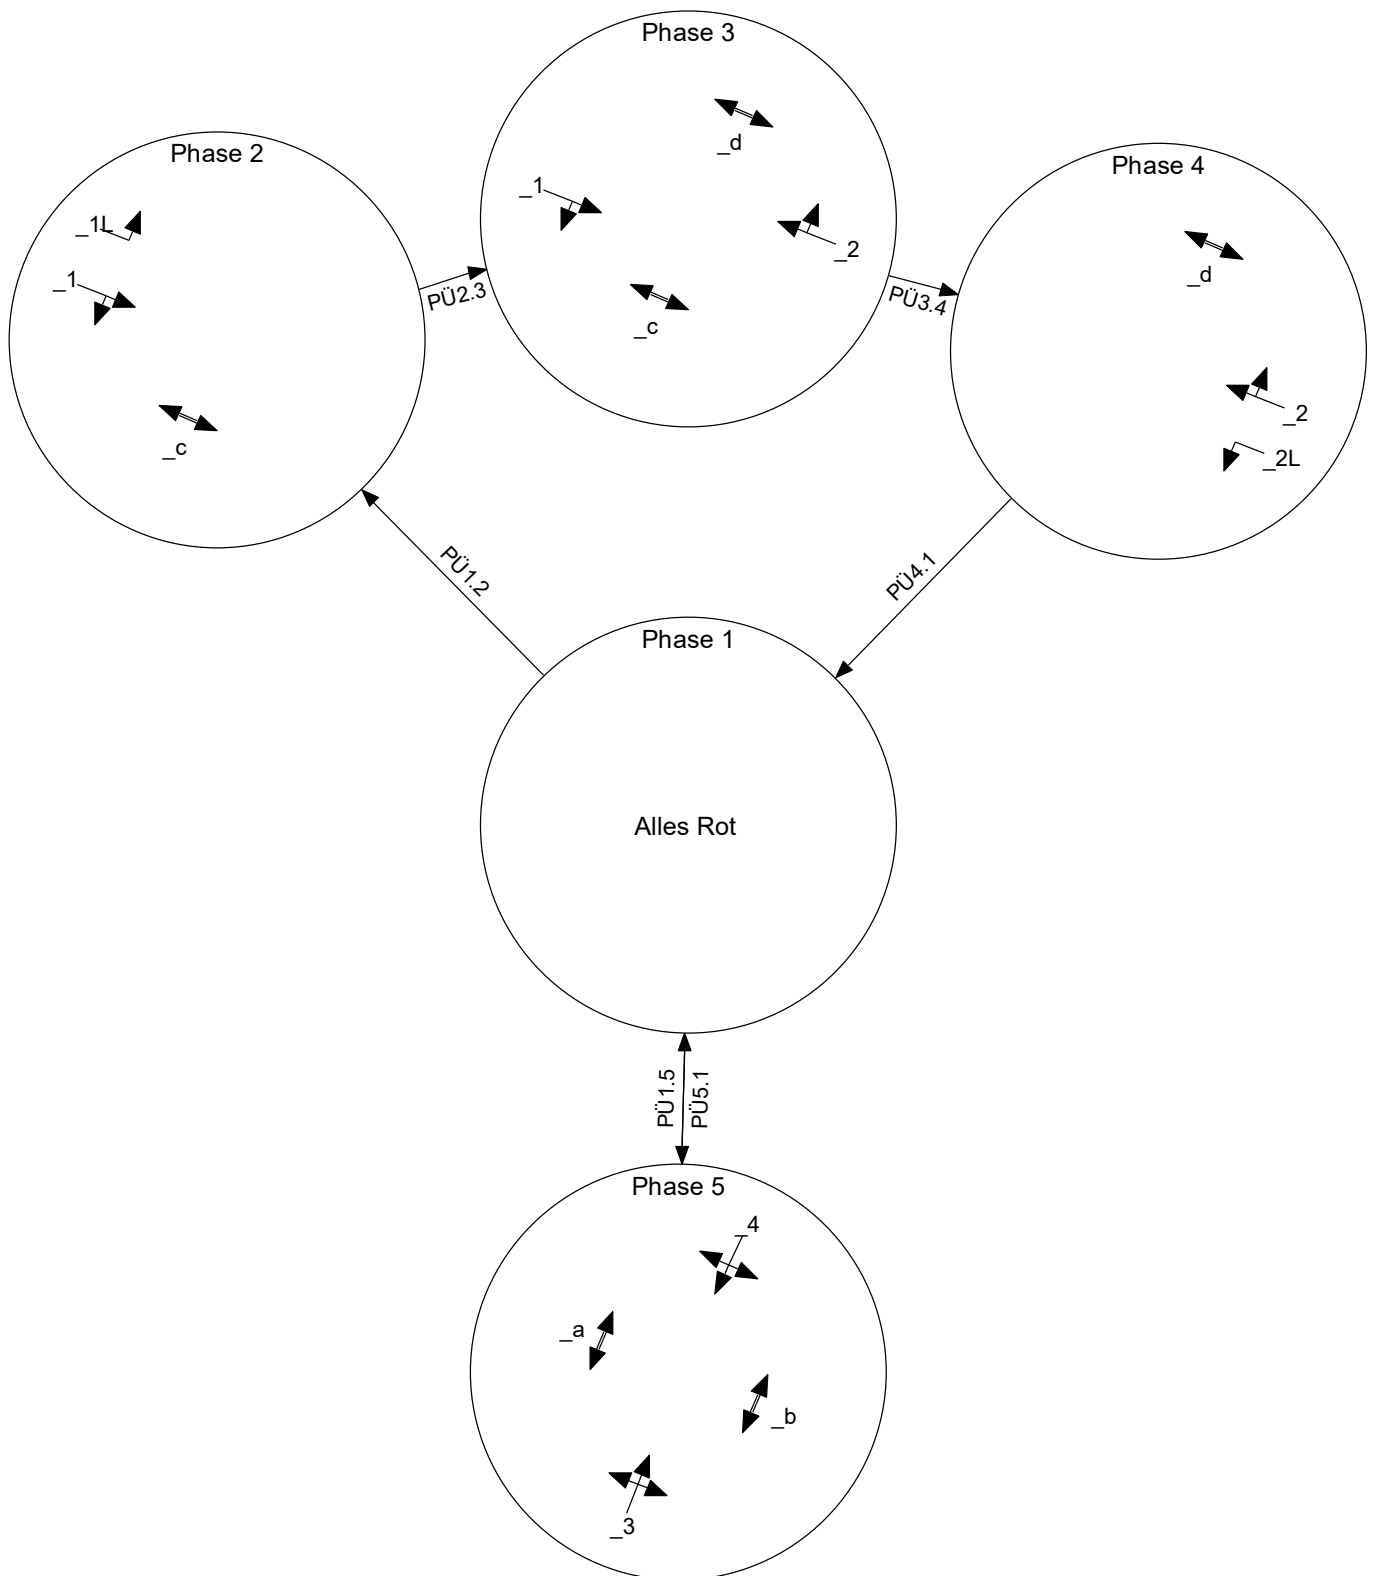 Phase 3
_d
_1
_2
_c
Phase 2
_1L
_1
_c
PÜ2.3
PÜ3.4
Phase 4
_d
_2
_2L
PÜ1.2
PÜ4.1
Phase 1
Alles Rot
PÜ1.5
PÜ5.1
Phase 5
_4
_a
_b
_3